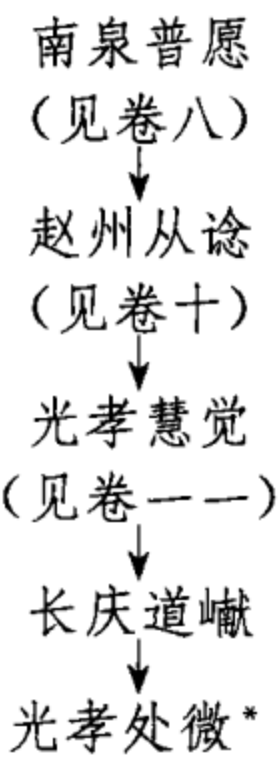 南泉普愿
（见卷八）
赵州从谂
（见卷十）
光孝慧觉
（见卷一一）
长庆道巘
光孝处微*